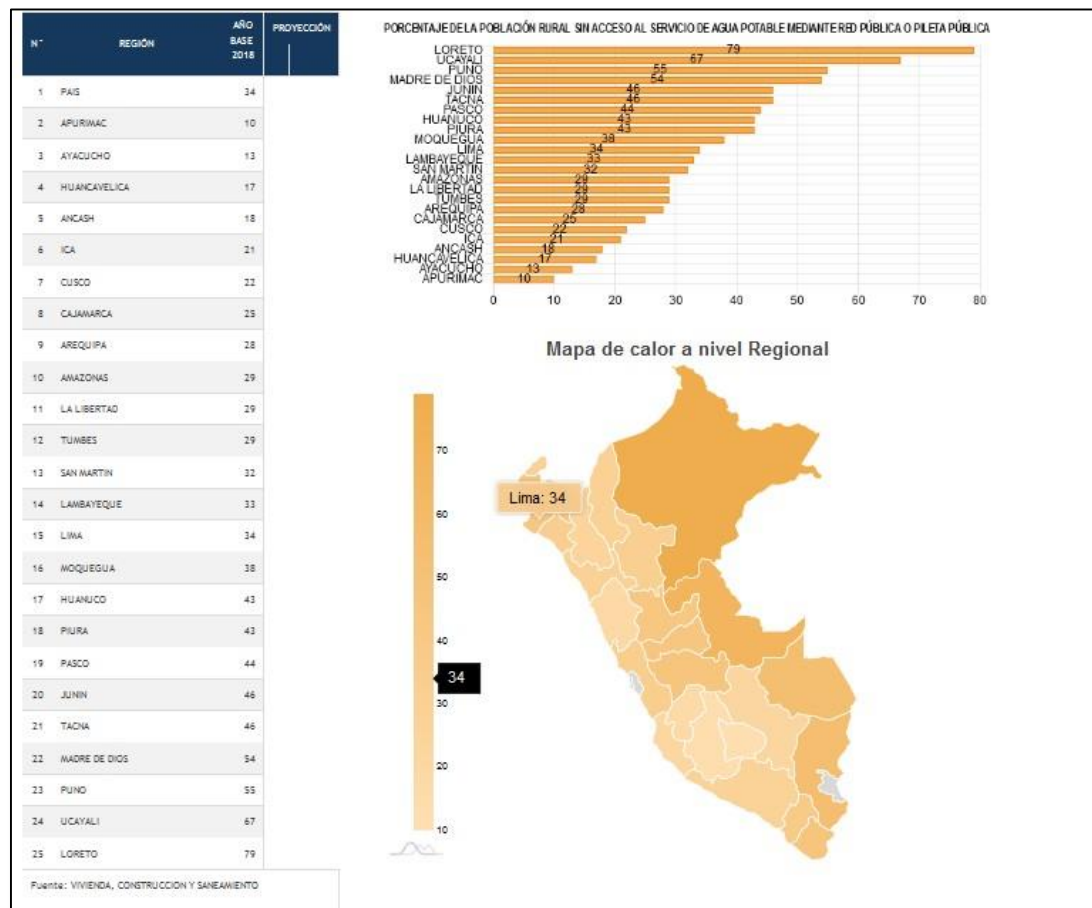 N°
REGIÓN
AÑO
BASE
2018
PROYECCIÓN
1 PAIS 34
2 APURIMAC 10
3 AYACUCHO 13
4 HUANCAVELICA 17
5 ANCASH 18
6 ICA 21
7 CUSCO 22
8 CAJAMARCA 25
9 AREQUIPA 28
10 AMAZONAS 29
11 LA LIBERTAD 29
12 TUMBES 29
13 SAN MARTIN 32
14 LAMBAYEQUE 33
15 LIMA 34
16 MOQUEGUA 38
17 HUANUCO 43
18 PIURA 43
19 PASCO 44
20 JUNIN 46
21 TACNA 46
22 MADRE DE DIOS 54
23 PUNO 55
24 UCAYALI 67
25 LORETO 79
Fuente: VIVIENDA, CONSTRUCCION Y SANEAMIENTO
PORCENTAJE DE LA POBLACIÓN RURAL SIN ACCESO AL SERVICIO DE AGUA POTABLE MEDIANTE RED PÚBLICA O PILETA PÚBLICA
LORETO 79
UCAYALI 67
PUNO 55
MADRE DE DIOS 54
JUNIN 46
TACNA 46
PASCO 44
HUANUCO 43
PIURA 43
MOQUEGUA 38
LIMA 34
LAMBAYEQUE 33
SAN MARTIN 32
AMAZONAS 29
LA LIBERTAD 29
TUMBES 29
AREQUIPA 28
CAJAMARCA 25
CUSCO 22
ICA 21
ANCASH 18
HUANCAVELICA 17
AYACUCHO 13
APURIMAC 10
0 10 20 30 40 50 60 70 80
Mapa de calor a nivel Regional
70
Lima: 34
60
50
40
34
30
20
10